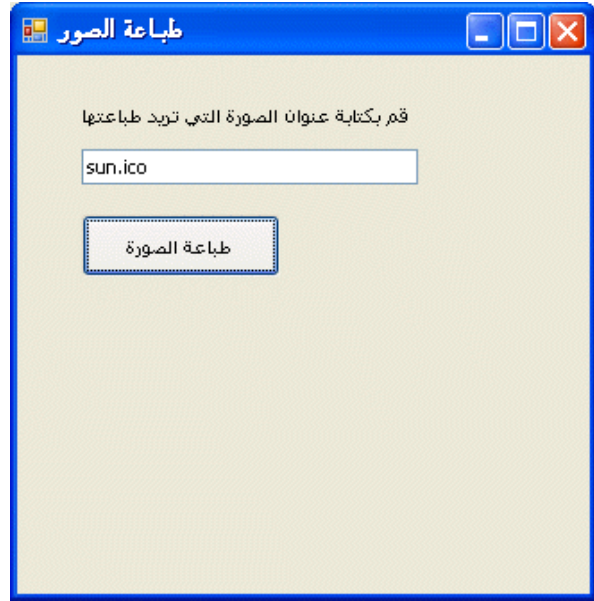 طباعة الصور
قم بكتابة عنوان الصورة التي تريد طباعتها
sun.ico
طباعة الصورة